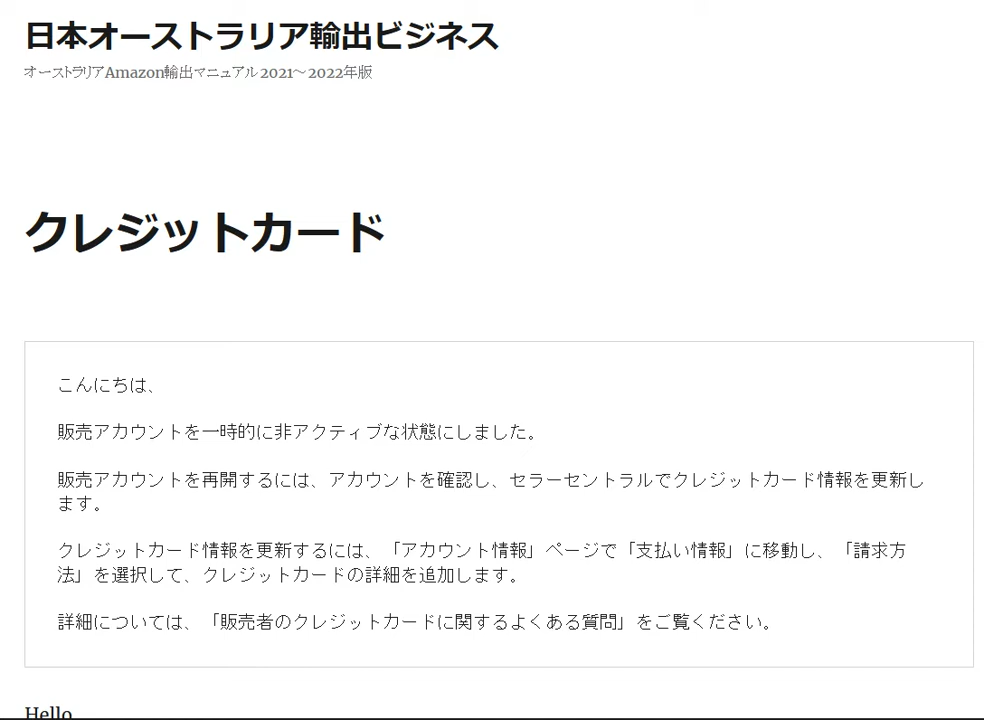 日本オーストラリア輸出ビジネス
オーストラリアAmazon輸出マニュアル2021～2022年版
クレジットカード
こんにちは、
販売アカウントを一時的に非アクティブな状態にしました。
販売アカウントを再開するには、アカウントを確認し、セラーセントラルでクレジットカード情報を更新し
ます。
クレジットカード情報を更新するには、「アカウント情報」ページで「支払い情報」に移動し、「請求方
法」を選択して、クレジットカードの詳細を追加します。
詳細については、「販売者のクレジットカードに関するよくある質問」をご覧ください。
Hello